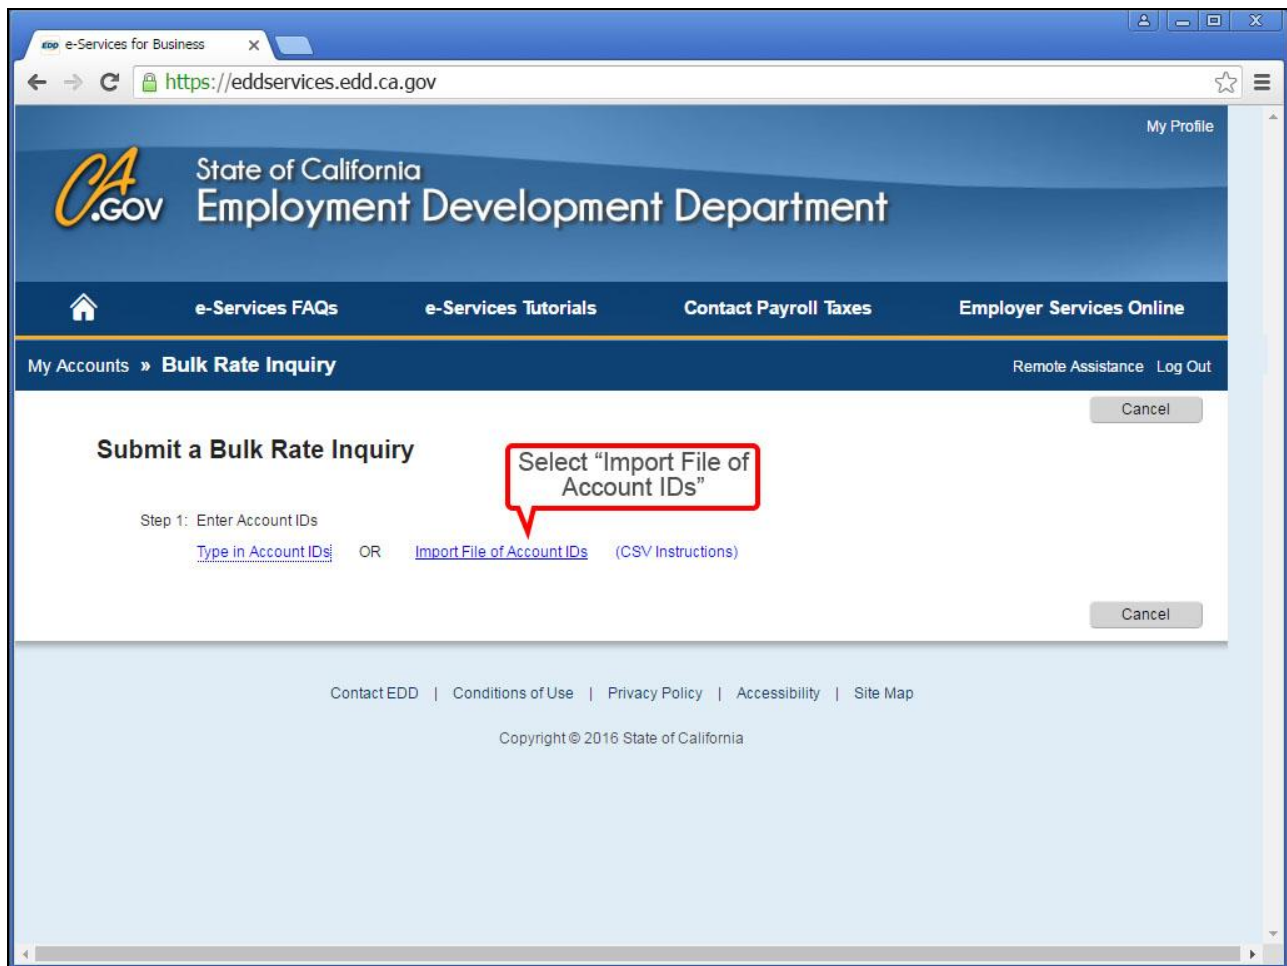 EDD e-Services for Business
https://eddservices.edd.ca.gov
My Profile
CA.GOV
State of California
Employment Development Department
e-Services FAQs e-Services Tutorials Contact Payroll Taxes Employer Services Online
My Accounts » Bulk Rate Inquiry Remote Assistance Log Out
Cancel
Submit a Bulk Rate Inquiry
Select “Import File of
Account IDs”
Step 1: Enter Account IDs
Type in Account IDs OR Import File of Account IDs (CSV Instructions)
Cancel
Contact EDD | Conditions of Use | Privacy Policy | Accessibility | Site Map
Copyright © 2016 State of California